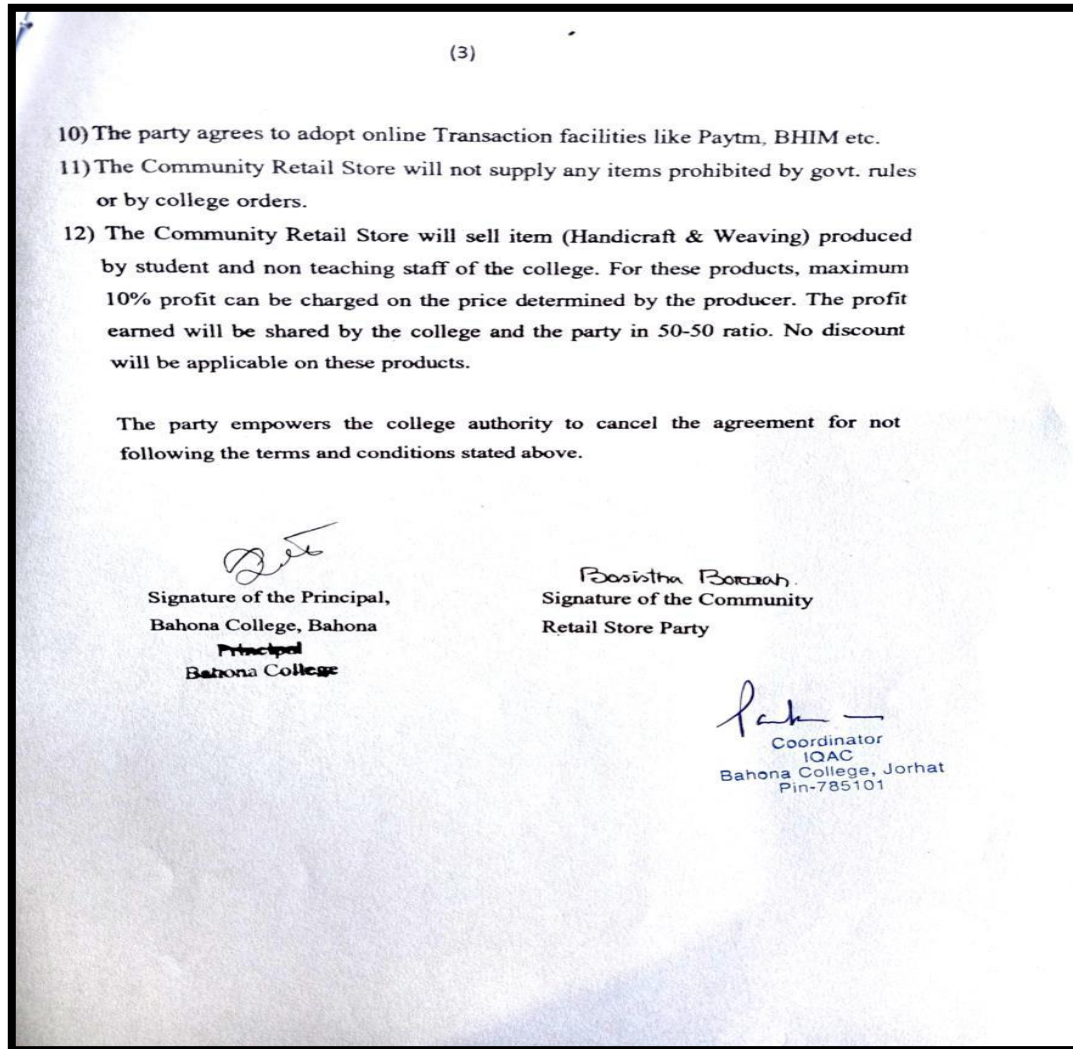 (3)
10) The party agrees to adopt online Transaction facilities like Paytm, BHIM etc.
11) The Community Retail Store will not supply any items prohibited by govt. rules
or by college orders.
12) The Community Retail Store will sell item (Handicraft & Weaving) produced
by student and non teaching staff of the college. For these products, maximum
10% profit can be charged on the price determined by the producer. The profit
earned will be shared by the college and the party in 50-50 ratio. No discount
will be applicable on these products.
The party empowers the college authority to cancel the agreement for not
following the terms and conditions stated above.
Signature of the Principal,
Bahona College, Bahona
Principal
Bahona College
Basistha Borah.
Signature of the Community
Retail Store Party
Coordinator
IQAC
Bahona College, Jorhat
Pin-785101